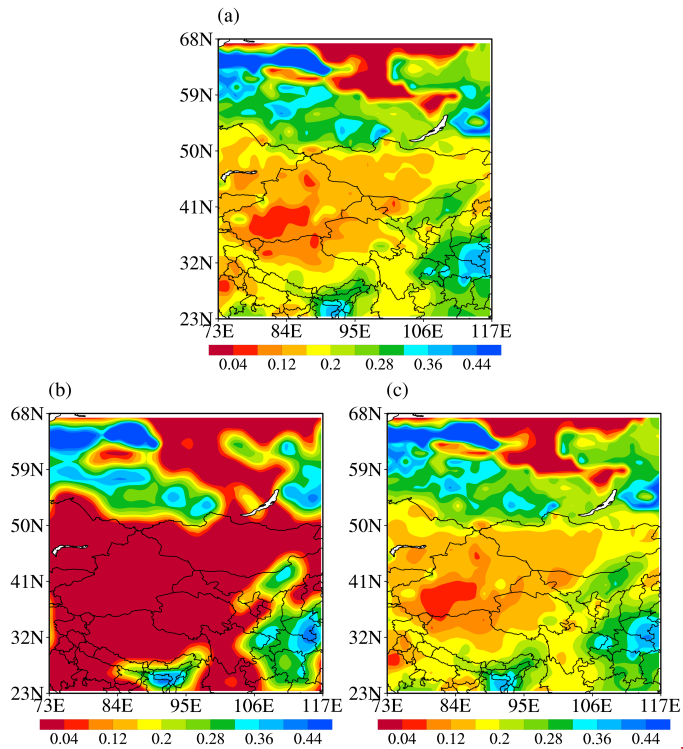 (a)
68N
59N
50N
41N
32N
23N
73E 84E 95E 106E 117E
0.04 0.12 0.2 0.28 0.36 0.44
(b) (c)
68N 68N
59N 59N
50N 50N
41N 41N
32N 32N
23N 23N
73E 84E 95E 106E 117E 73E 84E 95E 106E 117E
0.04 0.12 0.2 0.28 0.36 0.44 0.04 0.12 0.2 0.28 0.36 0.44